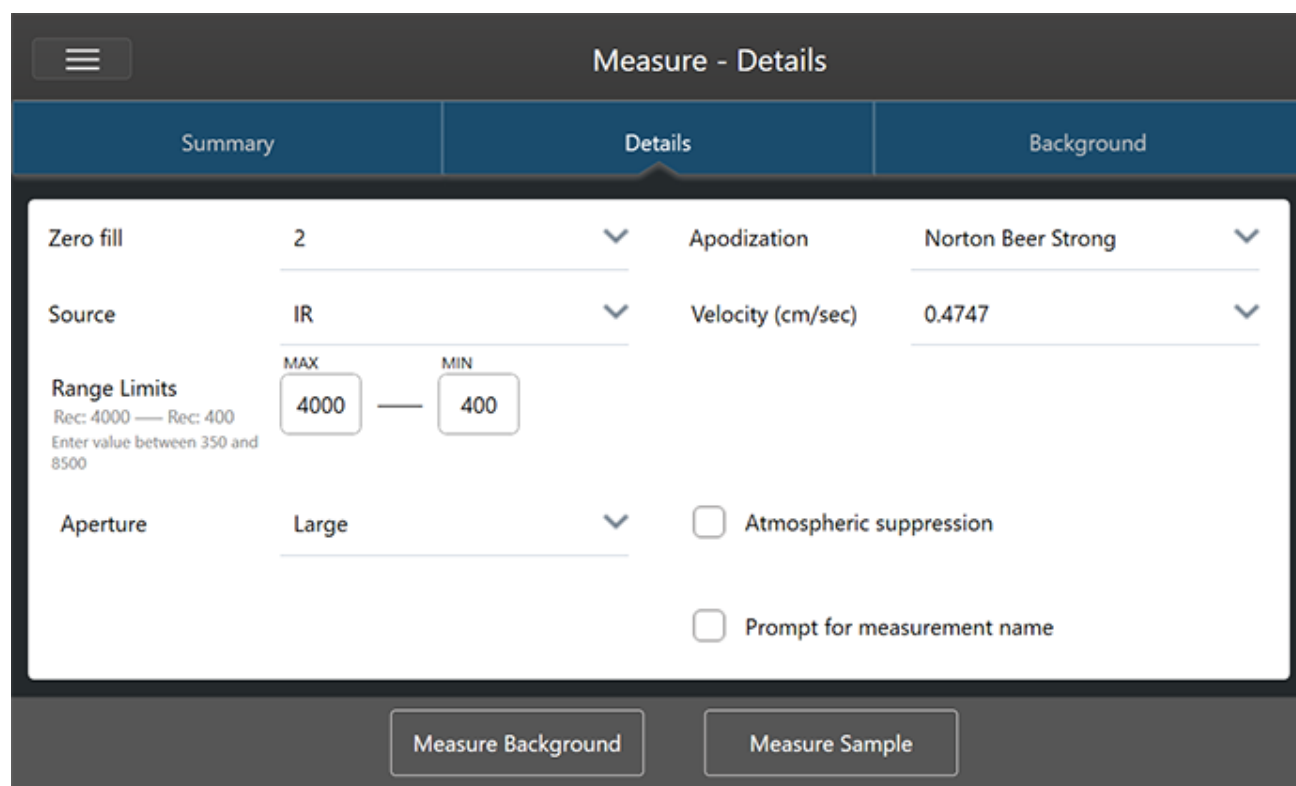 Measure - Details
Summary
Details
Background
Zero fill
2
Apodization
Norton Beer Strong
Source
IR
Velocity (cm/sec)
0.4747
MAX
MIN
Range Limits
4000
400
Rec: 4000 — Rec: 400
Enter value between 350 and
8500
Aperture
Large
Atmospheric suppression
Prompt for measurement name
Measure Background
Measure Sample